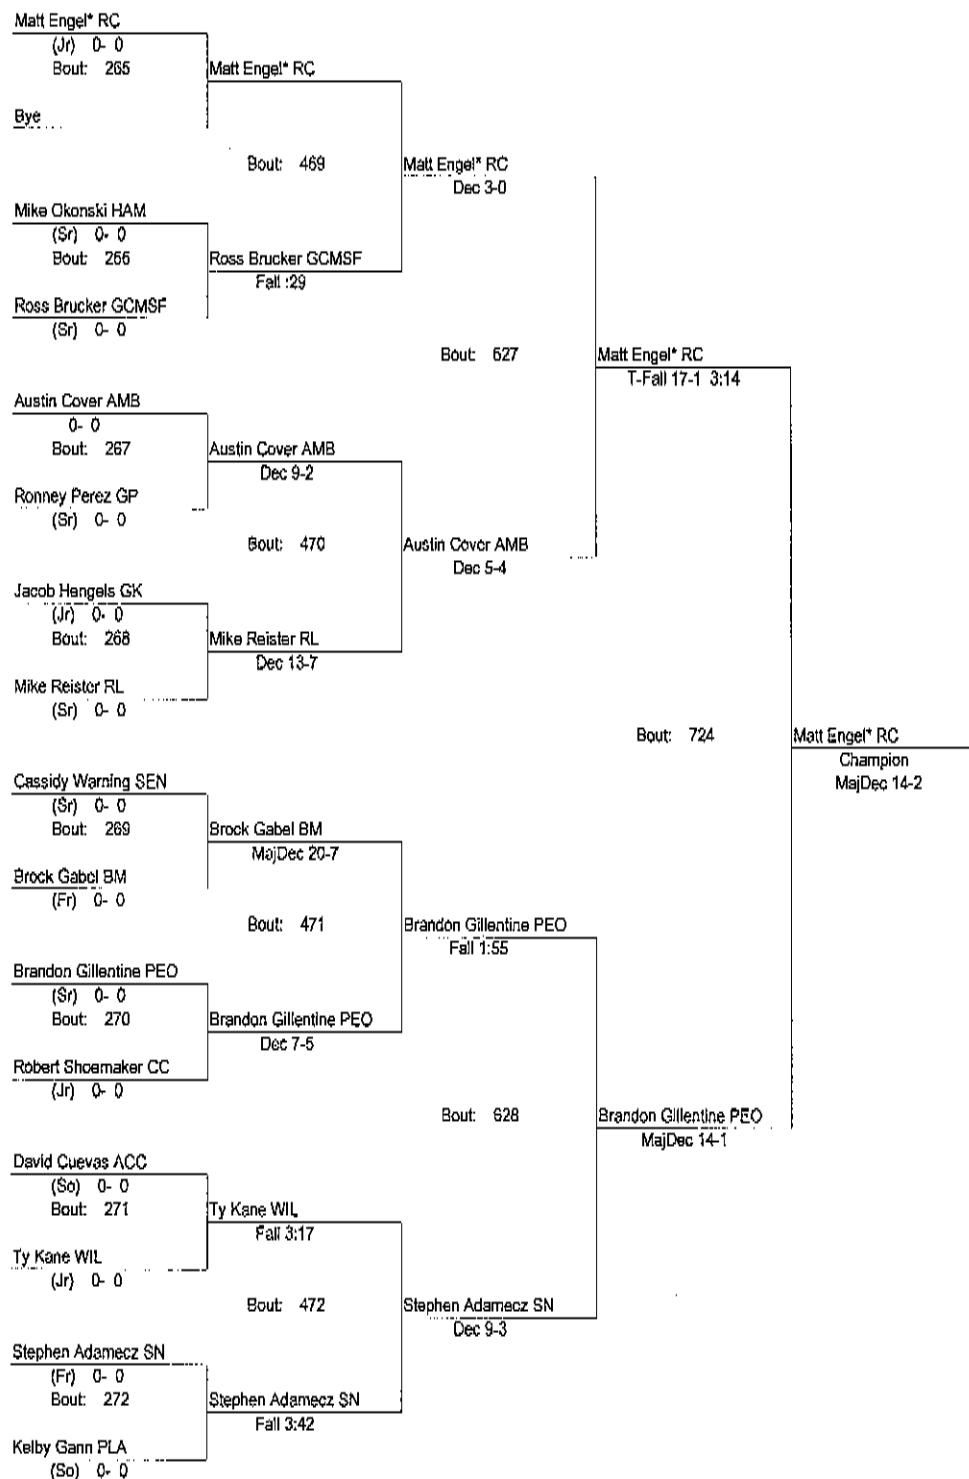 Matt Engel* RC
(Jr) 0- 0
Bout: 265
Matt Engel* RC
Bye
Bout: 469
Matt Engel* RC
Dec 3-0
Mike Okonski HAM
(Sr) 0- 0
Bout: 266
Ross Brucker GCMSF
Fall :29
Ross Brucker GCMSF
(Sr) 0- 0
Bout: 627
Matt Engel* RC
T-Fall 17-1 3:14
Austin Cover AMB
0- 0
Bout: 267
Austin Cover AMB
Dec 9-2
Ronney Perez GP
(Sr) 0- 0
Bout: 470
Austin Cover AMB
Dec 5-4
Jacob Hengels GK
(Jr) 0- 0
Bout: 268
Mike Reister RL
Dec 13-7
Mike Reister RL
(Sr) 0- 0
Bout: 724
Matt Engel* RC
Champion
MajDec 14-2
Cassidy Warning SEN
(Sr) 0- 0
Bout: 269
Brock Gabel BM
MajDec 20-7
Brock Gabel BM
(Fr) 0- 0
Bout: 471
Brandon Gillentine PEO
Fall 1:55
Brandon Gillentine PEO
(Sr) 0- 0
Bout: 270
Brandon Gillentine PEO
Dec 7-5
Robert Shoemaker CC
(Jr) 0- 0
Bout: 628
Brandon Gillentine PEO
MajDec 14-1
David Cuevas ACC
(So) 0- 0
Bout: 271
Ty Kane WIL
Fall 3:17
Ty Kane WIL
(Jr) 0- 0
Bout: 472
Stephen Adamecz SN
Dec 9-3
Stephen Adamecz SN
(Fr) 0- 0
Bout: 272
Stephen Adamecz SN
Fall 3:42
Kelby Gann PLA
(So) 0- 0